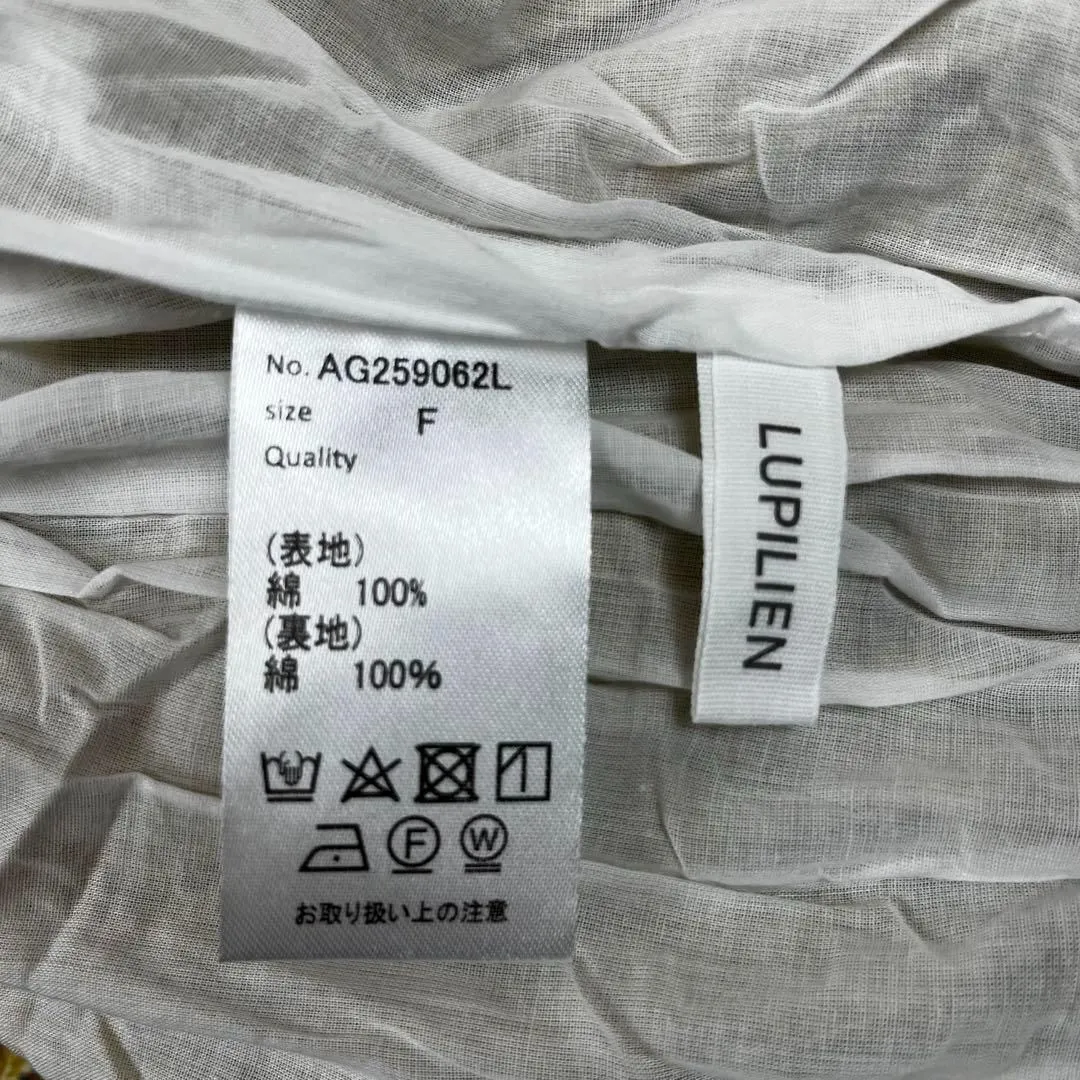 No. AG259062L
size F
Quality
(表地)
綿 100%
(裏地)
綿 100%
F W
お取り扱い上の注意
LUPILIEN